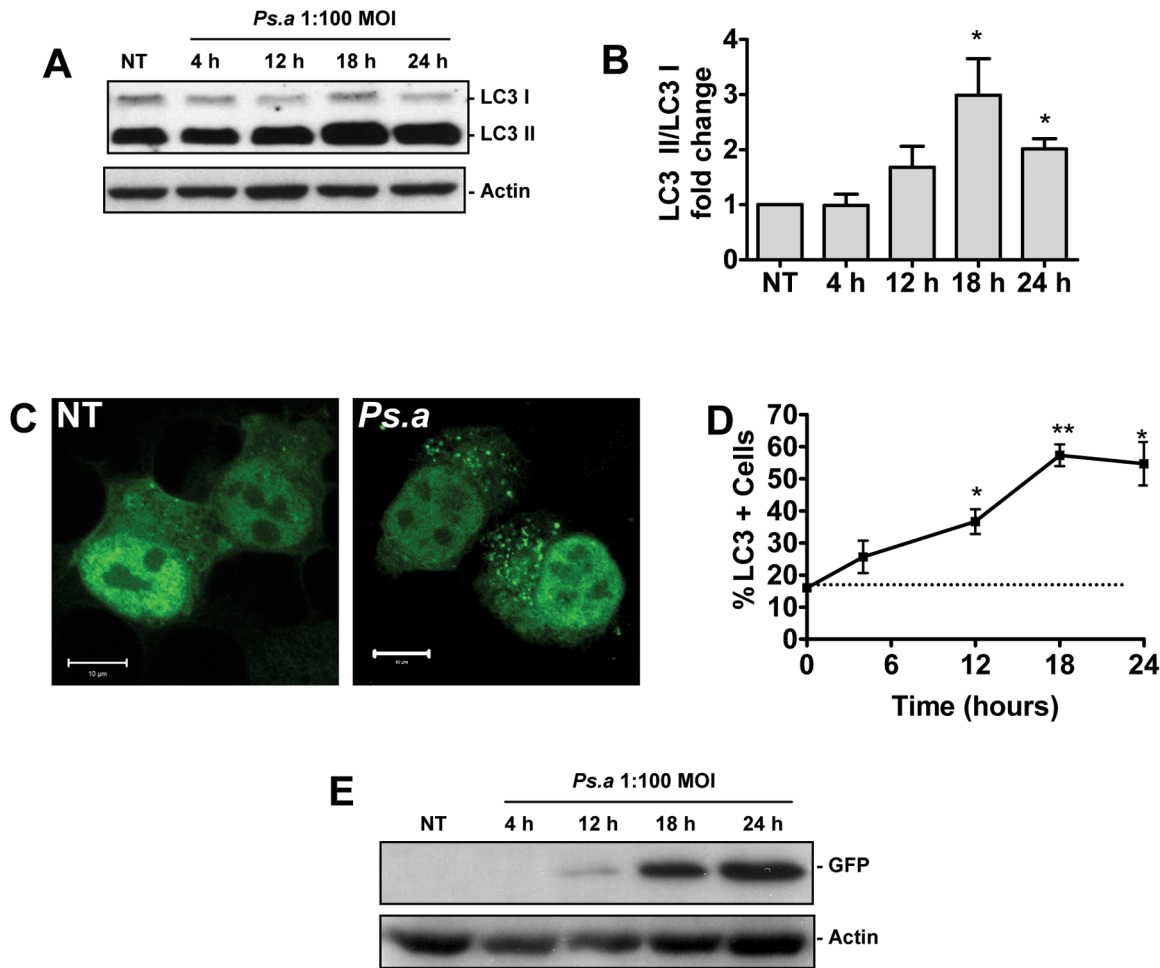 A
Ps.a 1:100 MOI
NT 4 h 12 h 18 h 24 h
- LC3 I
- LC3 II
- Actin
B
LC3 II/LC3 I
fold change
4
3
2
1
0
* *
NT 4 h 12 h 18 h 24 h
C
NT
10 µm
Ps.a
10 µm
D
% LC3 + Cells
70
60
50
40
30
20
10
0
* ** *
0 6 12 18 24
Time (hours)
E
Ps.a 1:100 MOI
NT 4 h 12 h 18 h 24 h
- GFP
- Actin